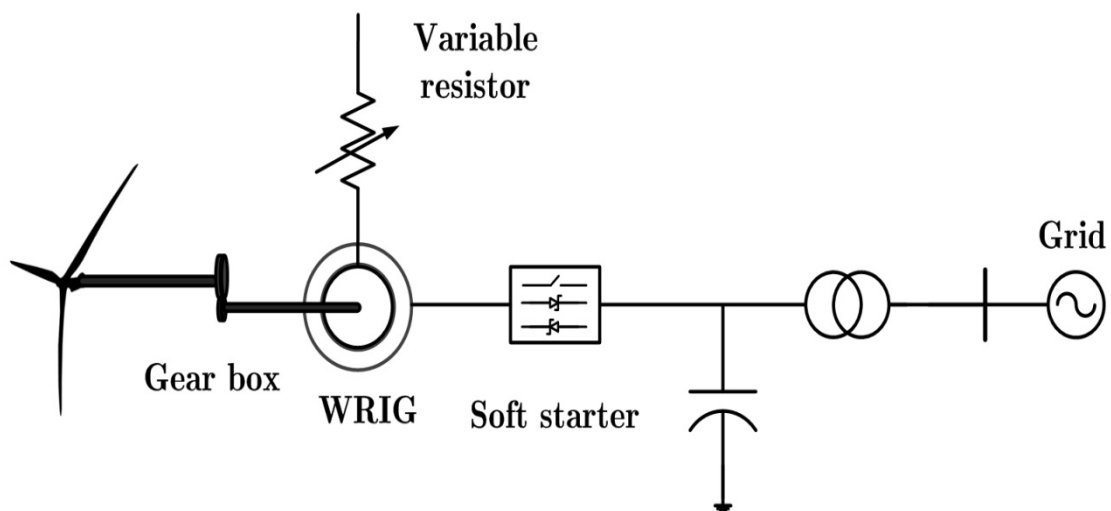 Variable
resistor
Grid
Gear box
WRIG
Soft starter